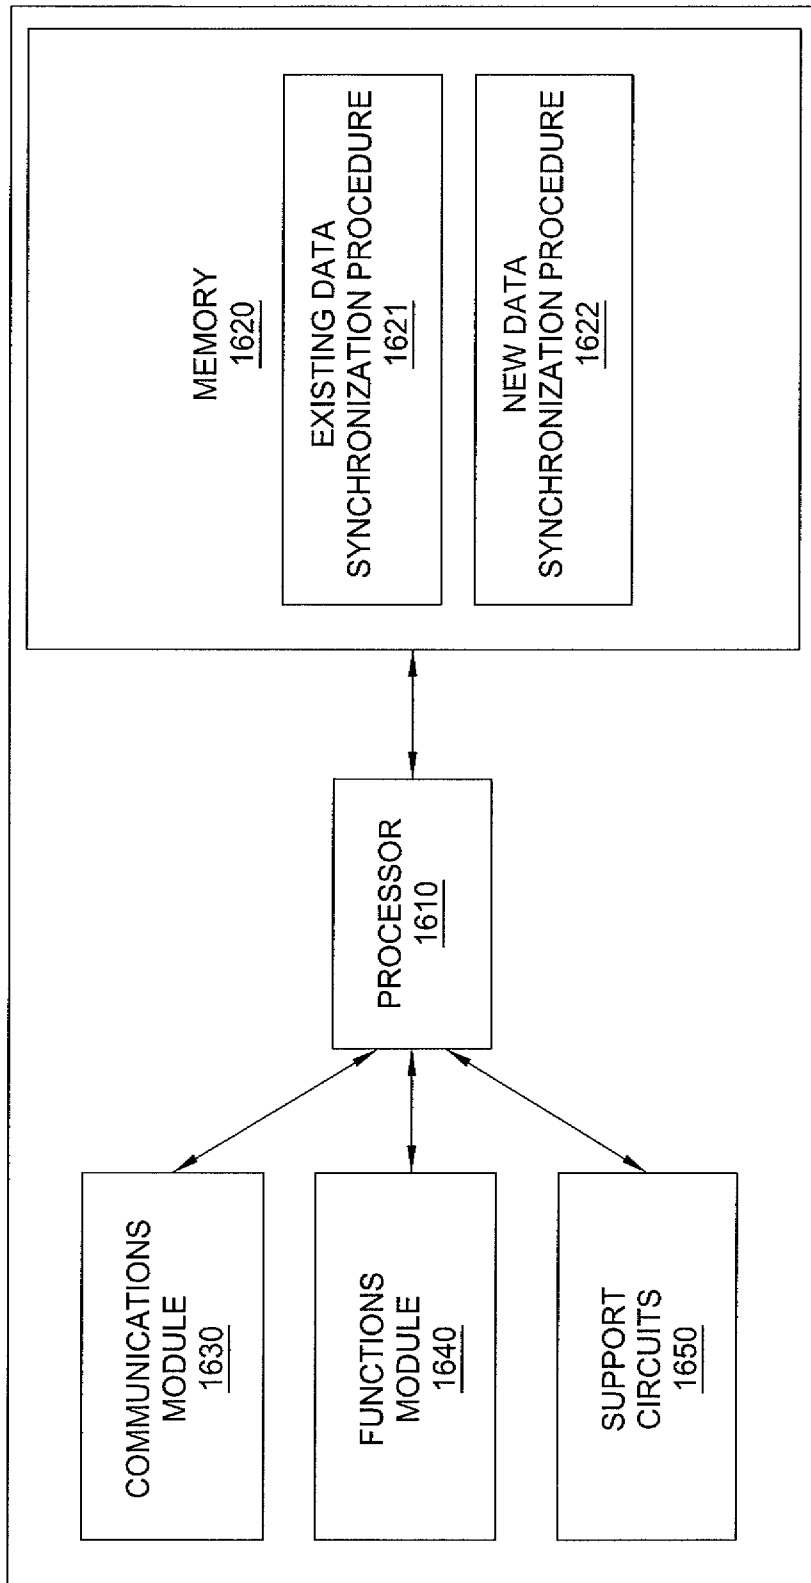 MEMORY
1620
EXISTING DATA
SYNCHRONIZATION PROCEDURE
1621
NEW DATA
SYNCHRONIZATION PROCEDURE
1622
PROCESSOR
1610
COMMUNICATIONS
MODULE
1630
FUNCTIONS
MODULE
1640
SUPPORT
CIRCUITS
1650